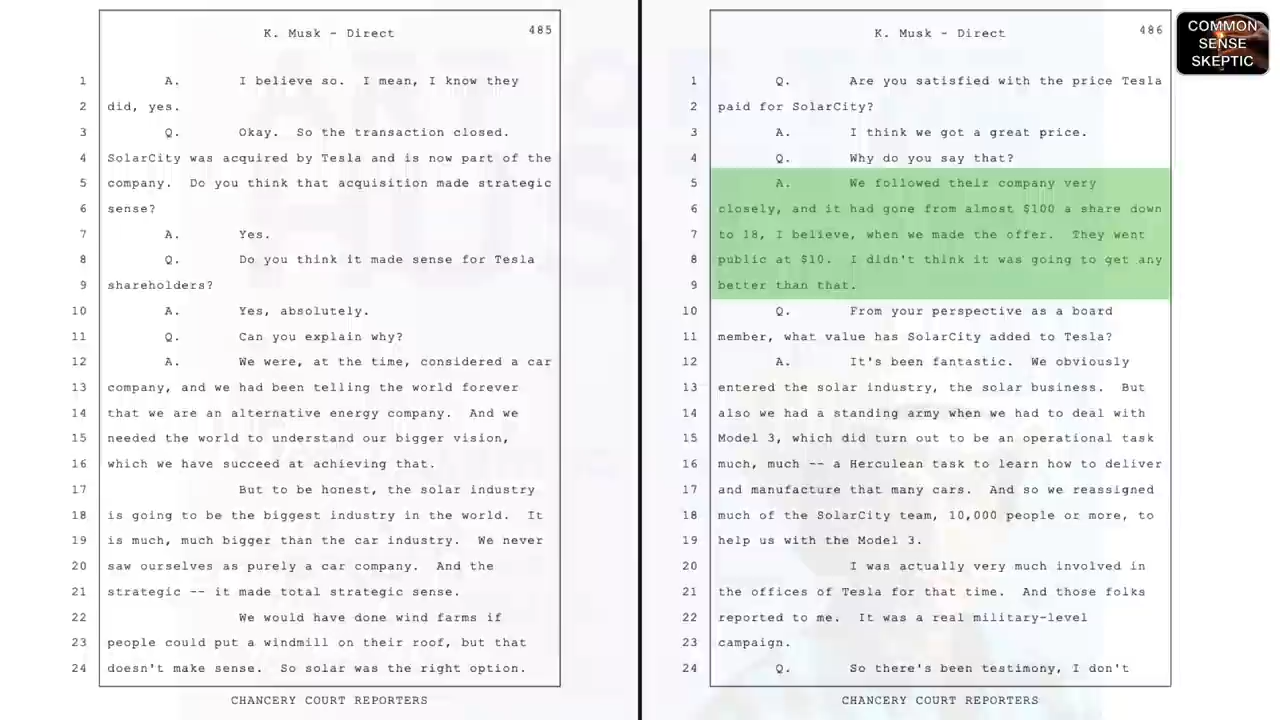 K. Musk - Direct 485
1 A. I believe so. I mean, I know they
2 did, yes.
3 Q. Okay. So the transaction closed.
4 SolarCity was acquired by Tesla and is now part of the
5 company. Do you think that acquisition made strategic
6 sense?
7 A. Yes.
8 Q. Do you think it made sense for Tesla
9 shareholders?
10 A. Yes, absolutely.
11 Q. Can you explain why?
12 A. We were, at the time, considered a car
13 company, and we had been telling the world forever
14 that we are an alternative energy company. And we
15 needed the world to understand our bigger vision,
16 which we have succeed at achieving that.
17 But to be honest, the solar industry
18 is going to be the biggest industry in the world. It
19 is much, much bigger than the car industry. We never
20 saw ourselves as purely a car company. And the
21 strategic -- it made total strategic sense.
22 We would have done wind farms if
23 people could put a windmill on their roof, but that
24 doesn't make sense. So solar was the right option.
CHANCERY COURT REPORTERS
K. Musk - Direct 486
1 Q. Are you satisfied with the price Tesla
2 paid for SolarCity?
3 A. I think we got a great price.
4 Q. Why do you say that?
5 A. We followed their company very
6 closely, and it had gone from almost $100 a share down
7 to 18, I believe, when we made the offer. They went
8 public at $10. I didn't think it was going to get any
9 better than that.
10 Q. From your perspective as a board
11 member, what value has SolarCity added to Tesla?
12 A. It's been fantastic. We obviously
13 entered the solar industry, the solar business. But
14 also we had a standing army when we had to deal with
15 Model 3, which did turn out to be an operational task
16 much, much -- a Herculean task to learn how to deliver
17 and manufacture that many cars. And so we reassigned
18 much of the SolarCity team, 10,000 people or more, to
19 help us with the Model 3.
20 I was actually very much involved in
21 the offices of Tesla for that time. And those folks
22 reported to me. It was a real military-level
23 campaign.
24 Q. So there's been testimony, I don't
CHANCERY COURT REPORTERS
COMMON
SENSE
SKEPTIC